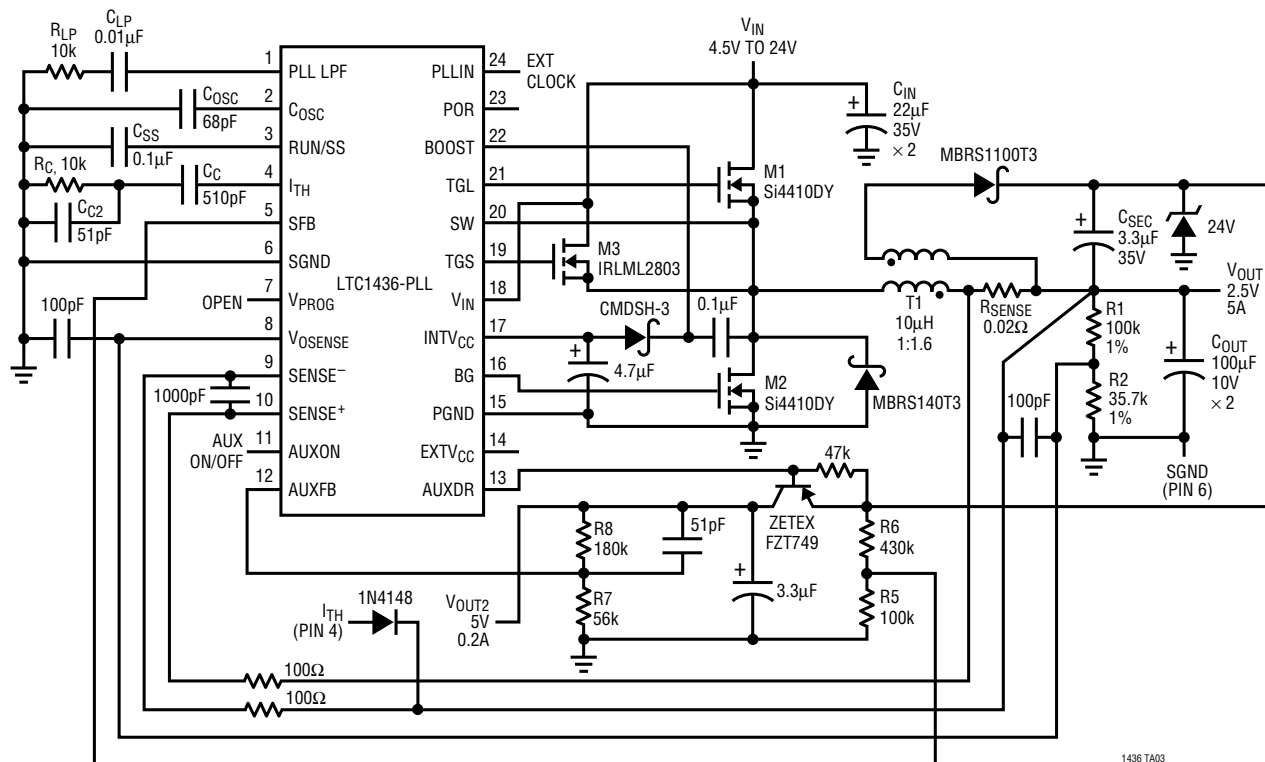 R_LP
10k
C_LP
0.01µF
C_OSC
68pF
C_SS
0.1µF
R_C, 10k
C_C
510pF
C_C2
51pF
OPEN
100pF
1000pF
AUX
ON/OFF
1
2
3
4
5
6
7
8
9
10
11
12
PLL LPF
C_OSC
RUN/SS
I_TH
SFB
SGND
LTC1436-PLL
V_PROG
V_OSENSE
SENSE⁻
SENSE⁺
AUXON
AUXFB
PLLIN
POR
BOOST
TGL
SW
TGS
V_IN
INTV_CC
BG
PGND
EXTV_CC
AUXDR
24
23
22
21
20
19
18
17
16
15
14
13
EXT
CLOCK
V_IN
4.5V TO 24V
+
C_IN
22µF
35V
× 2
M1
Si4410DY
M3
IRLML2803
CMDSH-3
0.1µF
+
4.7µF
M2
Si4410DY
MBRS140T3
MBRS1100T3
+
C_SEC
3.3µF
35V
24V
T1
10µH
1:1.6
R_SENSE
0.02Ω
V_OUT
2.5V
5A
R1
100k
1%
R2
35.7k
1%
+
C_OUT
100µF
10V
× 2
100pF
SGND
(PIN 6)
47k
ZETEX
FZT749
R8
180k
51pF
R7
56k
+
3.3µF
R6
430k
R5
100k
V_OUT2
5V
0.2A
I_TH
(PIN 4)
1N4148
100Ω
100Ω
1436 TA03